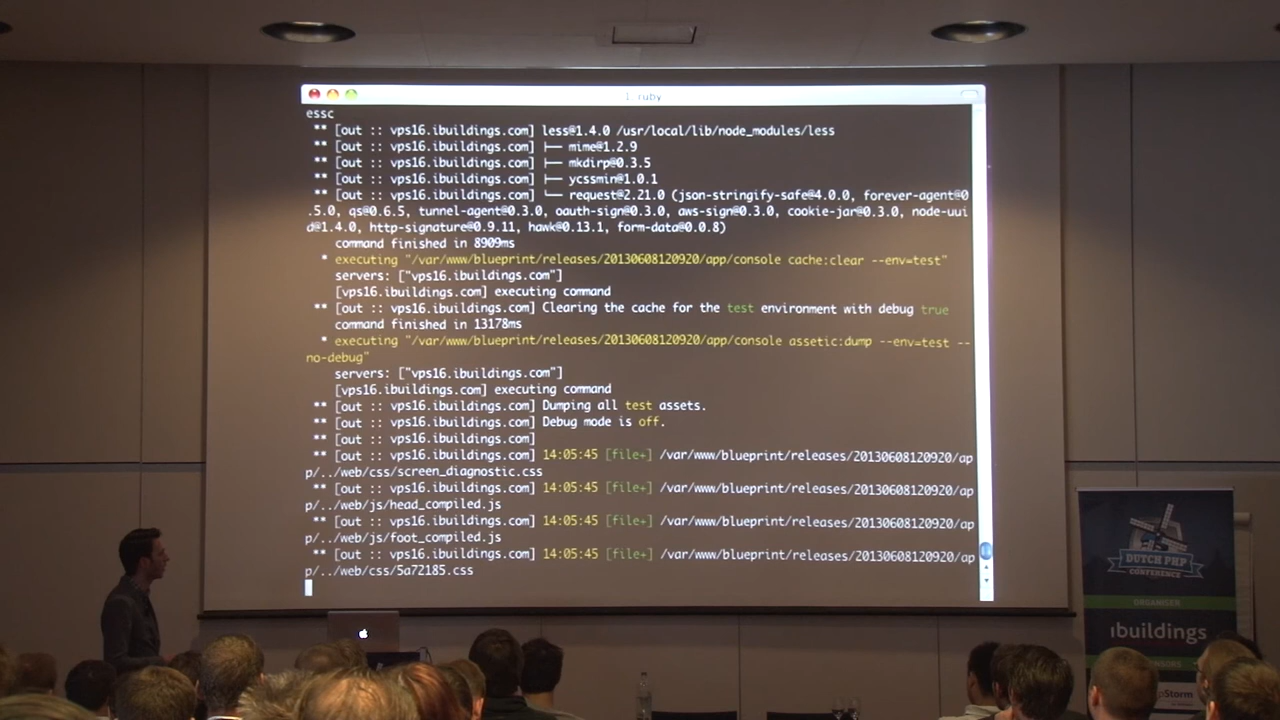 1. ruby
essc
** [out :: vps16.ibuildings.com] less@1.4.0 /usr/local/lib/node_modules/less
** [out :: vps16.ibuildings.com] ├── mime@1.2.9
** [out :: vps16.ibuildings.com] ├── mkdirp@0.3.5
** [out :: vps16.ibuildings.com] ├── ycssmin@1.0.1
** [out :: vps16.ibuildings.com] └── request@2.21.0 (json-stringify-safe@4.0.0, forever-agent@0
.5.0, qs@0.6.5, tunnel-agent@0.3.0, oauth-sign@0.3.0, aws-sign@0.3.0, cookie-jar@0.3.0, node-uui
d@1.4.0, http-signature@0.9.11, hawk@0.13.1, form-data@0.0.8)
command finished in 8909ms
* executing "/var/www/blueprint/releases/20130608120920/app/console cache:clear --env=test"
servers: ["vps16.ibuildings.com"]
[vps16.ibuildings.com] executing command
** [out :: vps16.ibuildings.com] Clearing the cache for the test environment with debug true
command finished in 13178ms
* executing "/var/www/blueprint/releases/20130608120920/app/console assetic:dump --env=test --
no-debug"
servers: ["vps16.ibuildings.com"]
[vps16.ibuildings.com] executing command
** [out :: vps16.ibuildings.com] Dumping all test assets.
** [out :: vps16.ibuildings.com] Debug mode is off.
** [out :: vps16.ibuildings.com]
** [out :: vps16.ibuildings.com] 14:05:45 [file+] /var/www/blueprint/releases/20130608120920/ap
p/../web/css/screen_diagnostic.css
** [out :: vps16.ibuildings.com] 14:05:45 [file+] /var/www/blueprint/releases/20130608120920/ap
p/../web/js/head_compiled.js
** [out :: vps16.ibuildings.com] 14:05:45 [file+] /var/www/blueprint/releases/20130608120920/ap
p/../web/js/foot_compiled.js
** [out :: vps16.ibuildings.com] 14:05:45 [file+] /var/www/blueprint/releases/20130608120920/ap
p/../web/css/5a72185.css
DUTCH PHP
CONFERENCE
ORGANISER
ibuildings
SPONSORS
pStorm